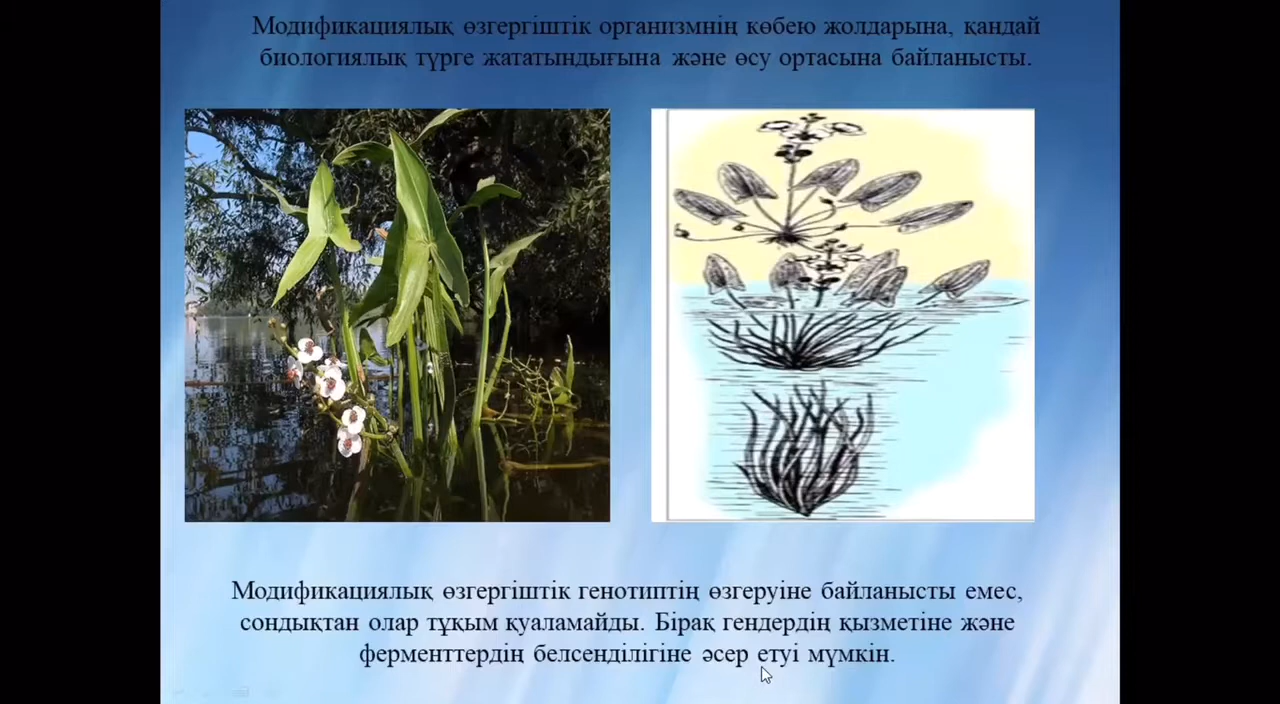 Модификациялық өзгергіштік организмнің көбею жолдарына, қандай
биологиялық түрге жататындығына және өсу ортасына байланысты.
Модификациялық өзгергіштік генотиптің өзгеруіне байланысты емес,
сондықтан олар тұқым қуаламайды. Бірақ гендердің қызметіне және
ферменттердің белсенділігіне әсер етуі мүмкін.